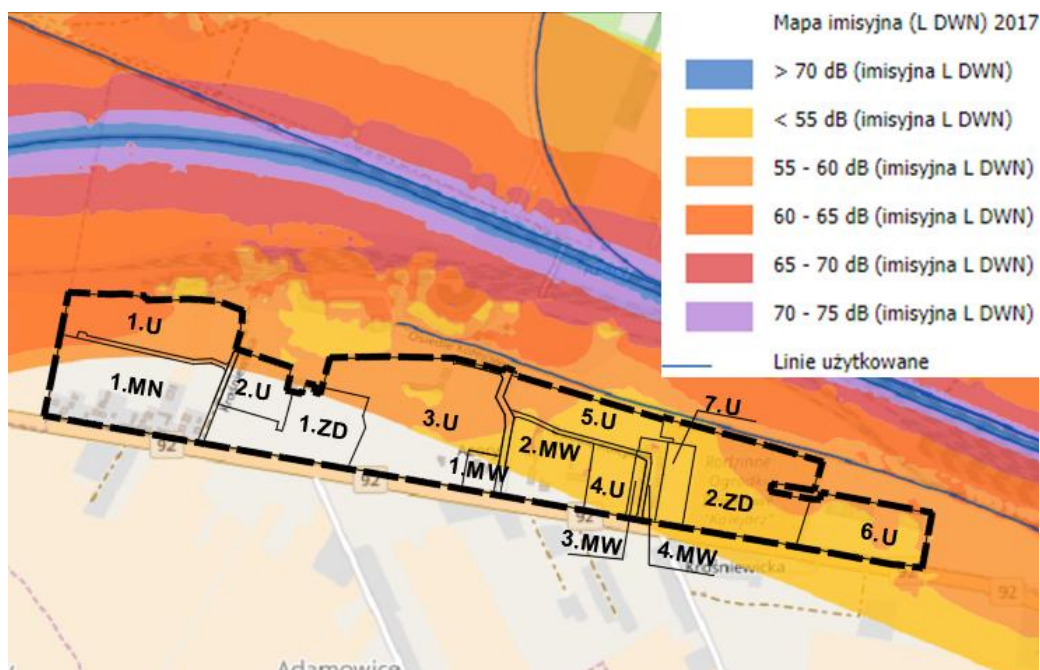 Mapa imisyjna (L DWN) 2017
> 70 dB (imisyjna L DWN)
< 55 dB (imisyjna L DWN)
55 - 60 dB (imisyjna L DWN)
60 - 65 dB (imisyjna L DWN)
65 - 70 dB (imisyjna L DWN)
70 - 75 dB (imisyjna L DWN)
Linie użytkowane
1.U
1.MN
2.U
1.ZD
3.U
5.U
7.U
1.MW
2.MW
4.U
2.ZD
6.U
3.MW
4.MW
92
92
92
92
92
Rodzinne
Krośniewicka
Adamowice